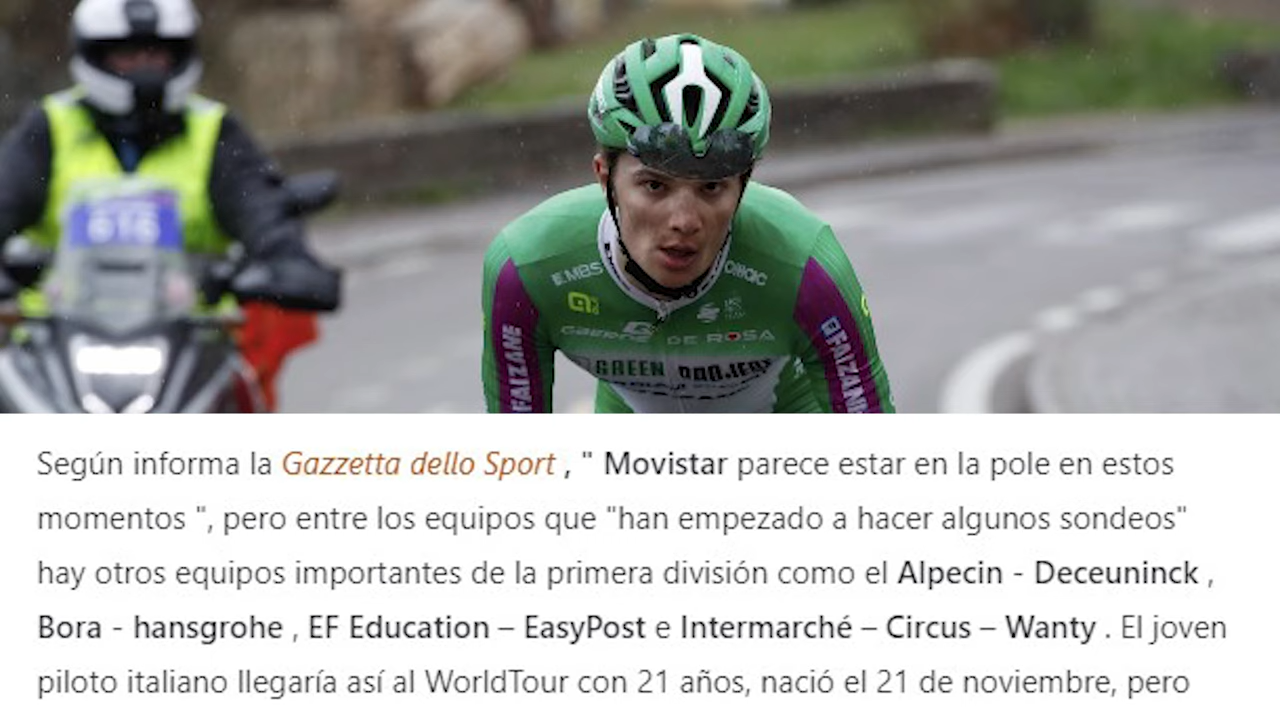 616
E.MBS
GAERNE DE ROSA
GREEN PROJECT
FAIZANE
FAIZANE
Según informa la Gazzetta dello Sport , " Movistar parece estar en la pole en estos
momentos ", pero entre los equipos que "han empezado a hacer algunos sondeos"
hay otros equipos importantes de la primera división como el Alpecin - Deceuninck ,
Bora - hansgrohe , EF Education – EasyPost e Intermarché – Circus – Wanty . El joven
piloto italiano llegaría así al WorldTour con 21 años, nació el 21 de noviembre, pero